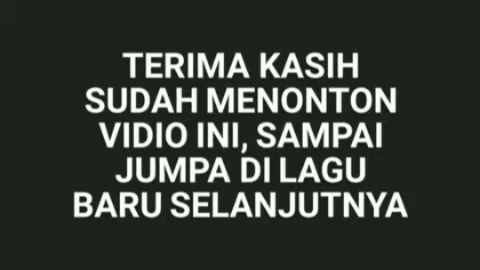 TERIMA KASIH
SUDAH MENONTON
VIDIO INI, SAMPAI
JUMPA DI LAGU
BARU SELANJUTNYA